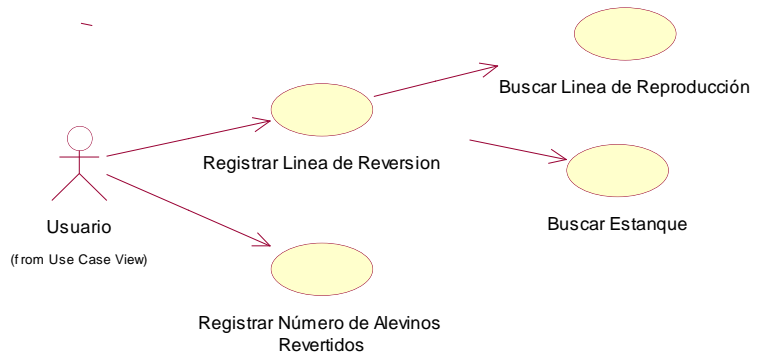 Buscar Linea de Reproducción
Registrar Linea de Reversion
Usuario
Buscar Estanque
(from Use Case View)
Registrar Número de Alevinos
Revertidos